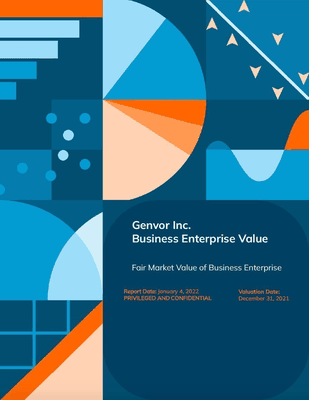 Genvor Inc.
Business Enterprise Value
Fair Market Value of Business Enterprise
Report Date: January 4, 2022
PRIVILEGED AND CONFIDENTIAL
Valuation Date:
December 31, 2021